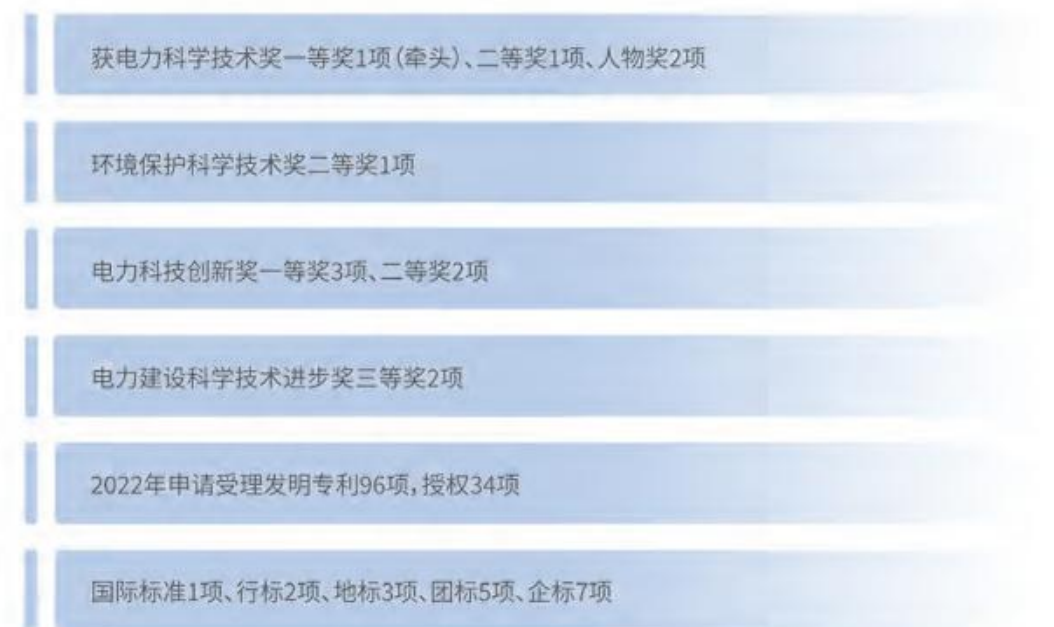 获电力科学技术奖一等奖1项(牵头)、二等奖1项、人物奖2项
环境保护科学技术奖二等奖1项
电力科技创新奖一等奖3项、二等奖2项
电力建设科学技术进步奖三等奖2项
2022年申请受理发明专利96项,授权34项
国际标准1项、行标2项、地标3项、团标5项、企标7项